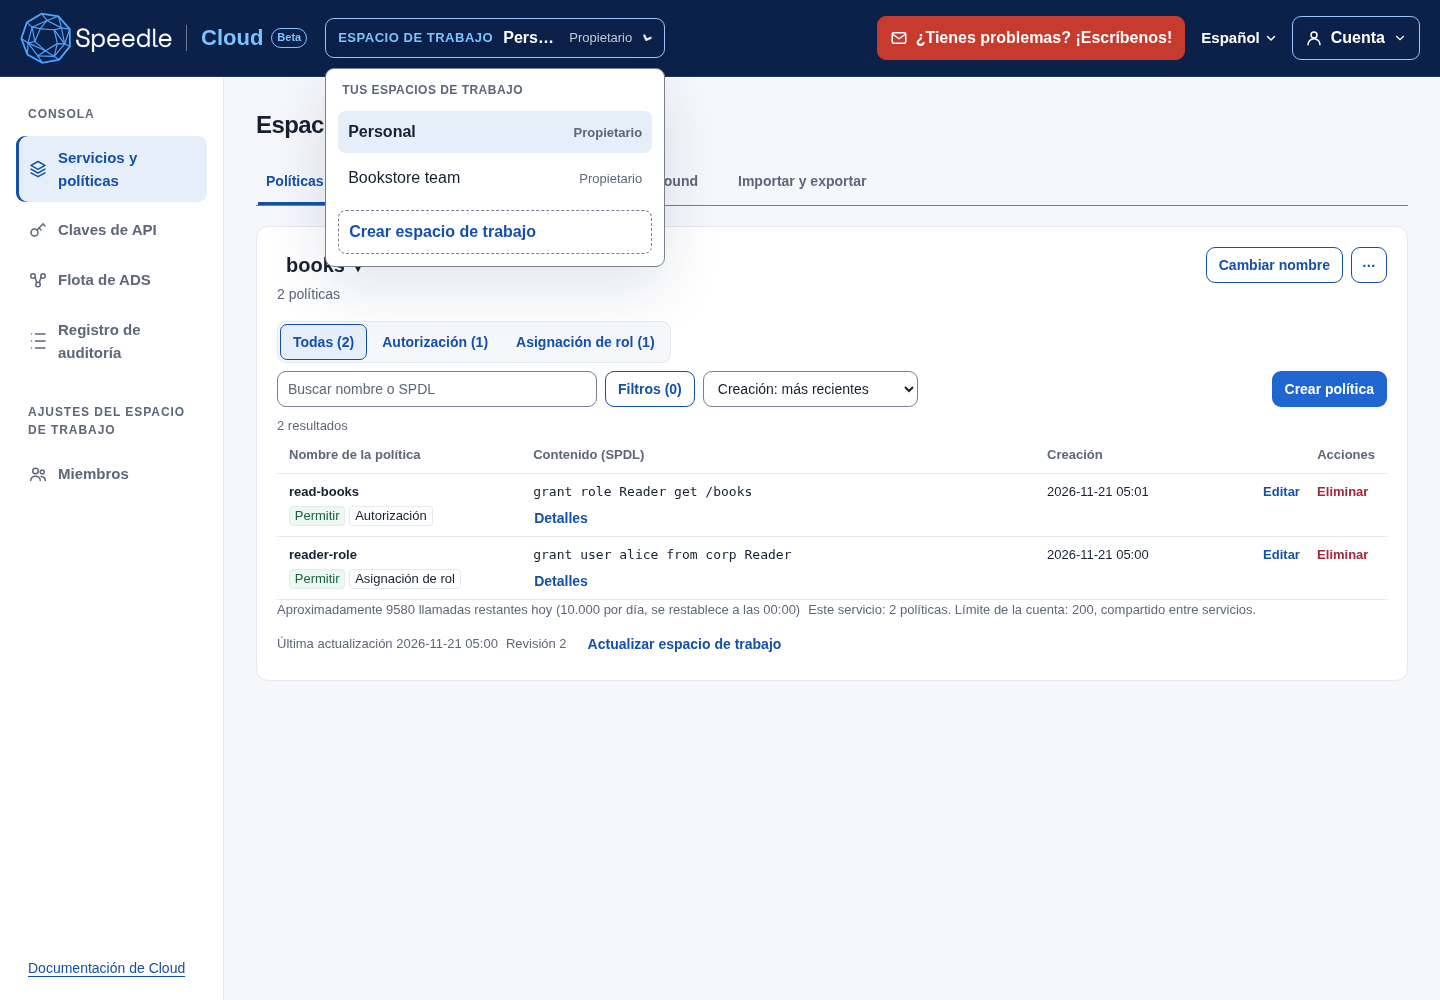 Speedle
Cloud Beta
ESPACIO DE TRABAJO Pers… Propietario
¿Tienes problemas? ¡Escríbenos!
Español
Cuenta
TUS ESPACIOS DE TRABAJO
Personal Propietario
Bookstore team Propietario
Crear espacio de trabajo
CONSOLA
Servicios y
políticas
Claves de API
Flota de ADS
Registro de
auditoría
AJUSTES DEL ESPACIO
DE TRABAJO
Miembros
Documentación de Cloud
Espac
Políticas
ound
Importar y exportar
books
Cambiar nombre
···
2 políticas
Todas (2) Autorización (1) Asignación de rol (1)
Buscar nombre o SPDL
Filtros (0)
Creación: más recientes
Crear política
2 resultados
Nombre de la política Contenido (SPDL) Creación Acciones
read-books grant role Reader get /books 2026-11-21 05:01 Editar Eliminar
Permitir Autorización Detalles
reader-role grant user alice from corp Reader 2026-11-21 05:00 Editar Eliminar
Permitir Asignación de rol Detalles
Aproximadamente 9580 llamadas restantes hoy (10.000 por día, se restablece a las 00:00) Este servicio: 2 políticas. Límite de la cuenta: 200, compartido entre servicios.
Última actualización 2026-11-21 05:00 Revisión 2 Actualizar espacio de trabajo